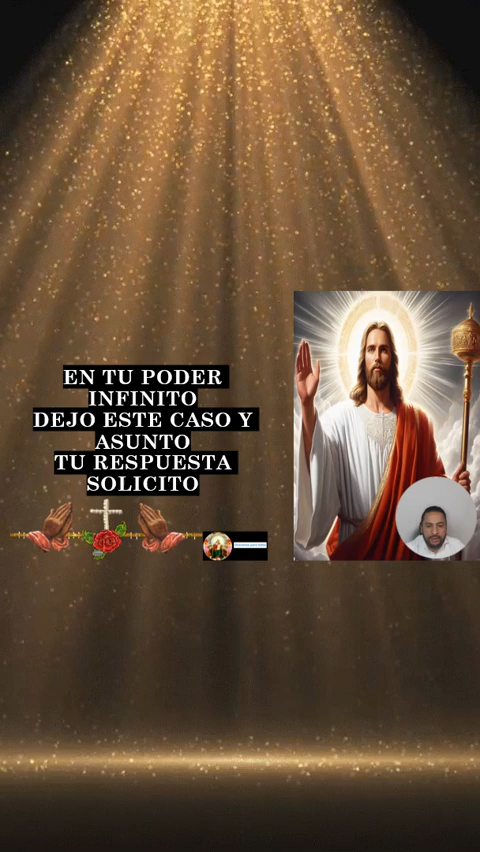 EN TU PODER
INFINITO
DEJO ESTE CASO Y
ASUNTO
TU RESPUESTA
SOLICITO